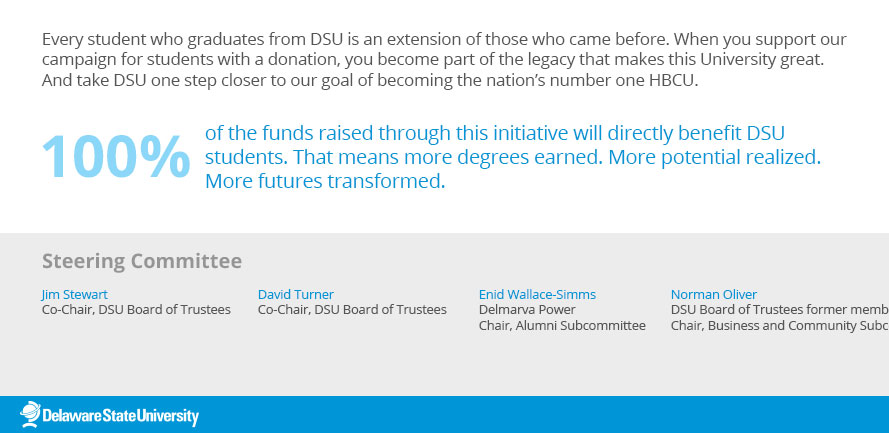 Every student who graduates from DSU is an extension of those who came before. When you support our
campaign for students with a donation, you become part of the legacy that makes this University great.
And take DSU one step closer to our goal of becoming the nation's number one HBCU.
100%
of the funds raised through this initiative will directly benefit DSU
students. That means more degrees earned. More potential realized.
More futures transformed.
Steering Committee
Jim Stewart
Co-Chair, DSU Board of Trustees
David Turner
Co-Chair, DSU Board of Trustees
Enid Wallace-Simms
Delmarva Power
Chair, Alumni Subcommittee
Norman Oliver
DSU Board of Trustees former
Chair, Business and Community
Delaware State University